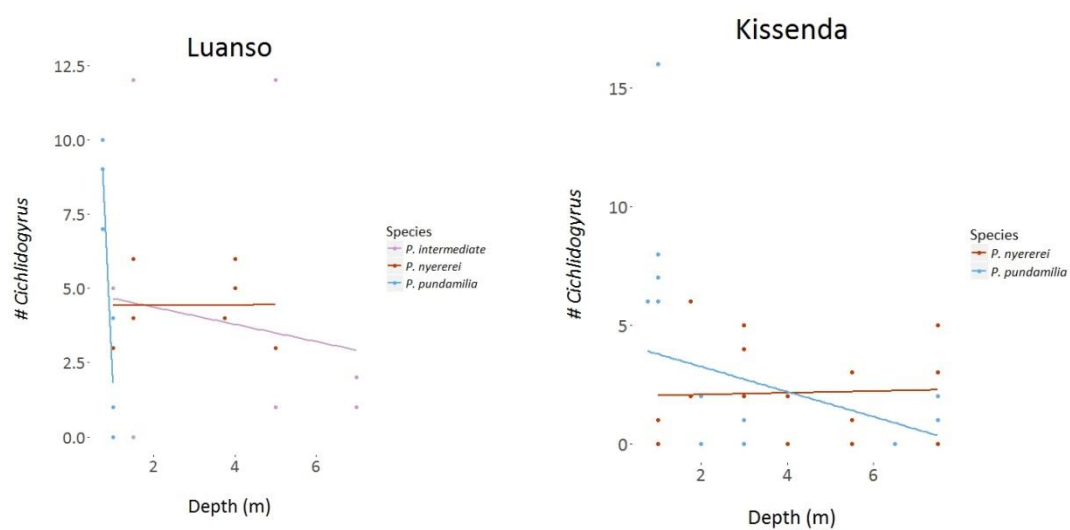 Luanso
12.5
10.0
7.5
5.0
2.5
0.0
# Cichlidogyrus
2
4
6
Depth (m)
Species
P. intermediate
P. nyererei
P. pundamilia
Kissenda
15
10
5
0
# Cichlidogyrus
2
4
6
Depth (m)
Species
P. nyererei
P. pundamilia